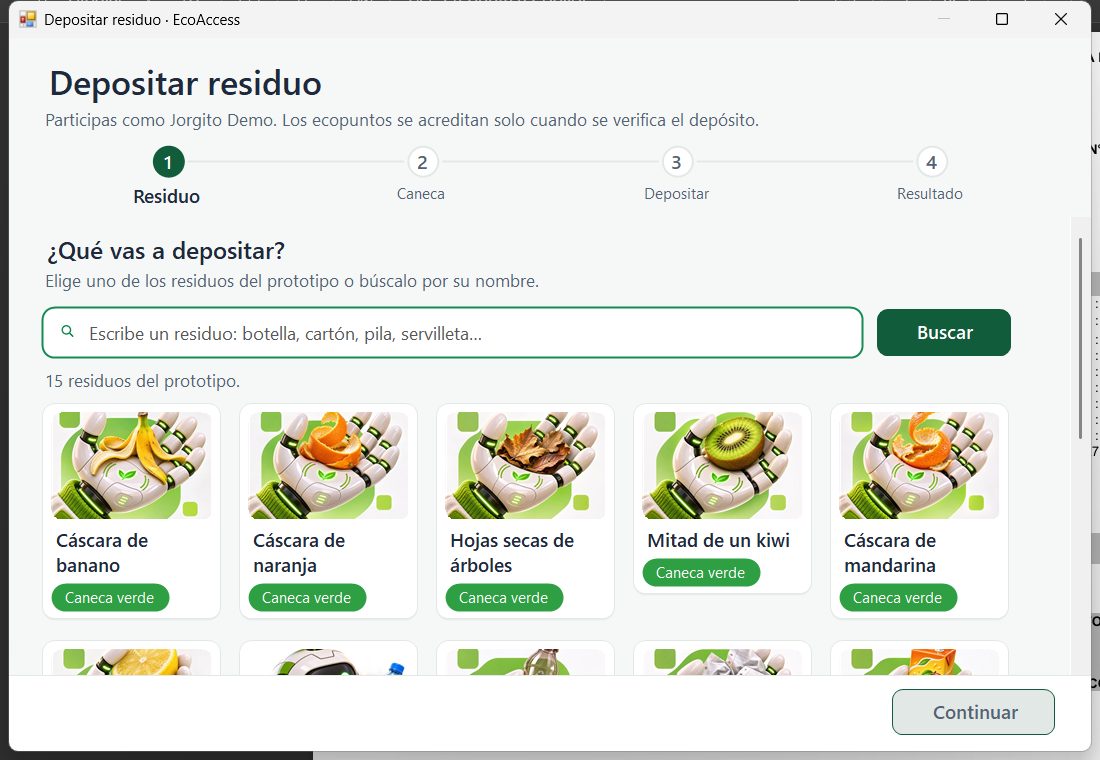 Depositar residuo · EcoAccess
Depositar residuo
Participas como Jorgito Demo. Los ecopuntos se acreditan solo cuando se verifica el depósito.
1
2
3
4
Residuo
Caneca
Depositar
Resultado
¿Qué vas a depositar?
Elige uno de los residuos del prototipo o búscalo por su nombre.
Escribe un residuo: botella, cartón, pila, servilleta...
Buscar
15 residuos del prototipo.
Cáscara de
banano
Caneca verde
Cáscara de
naranja
Caneca verde
Hojas secas de
árboles
Caneca verde
Mitad de un kiwi
Caneca verde
Cáscara de
mandarina
Caneca verde
Continuar